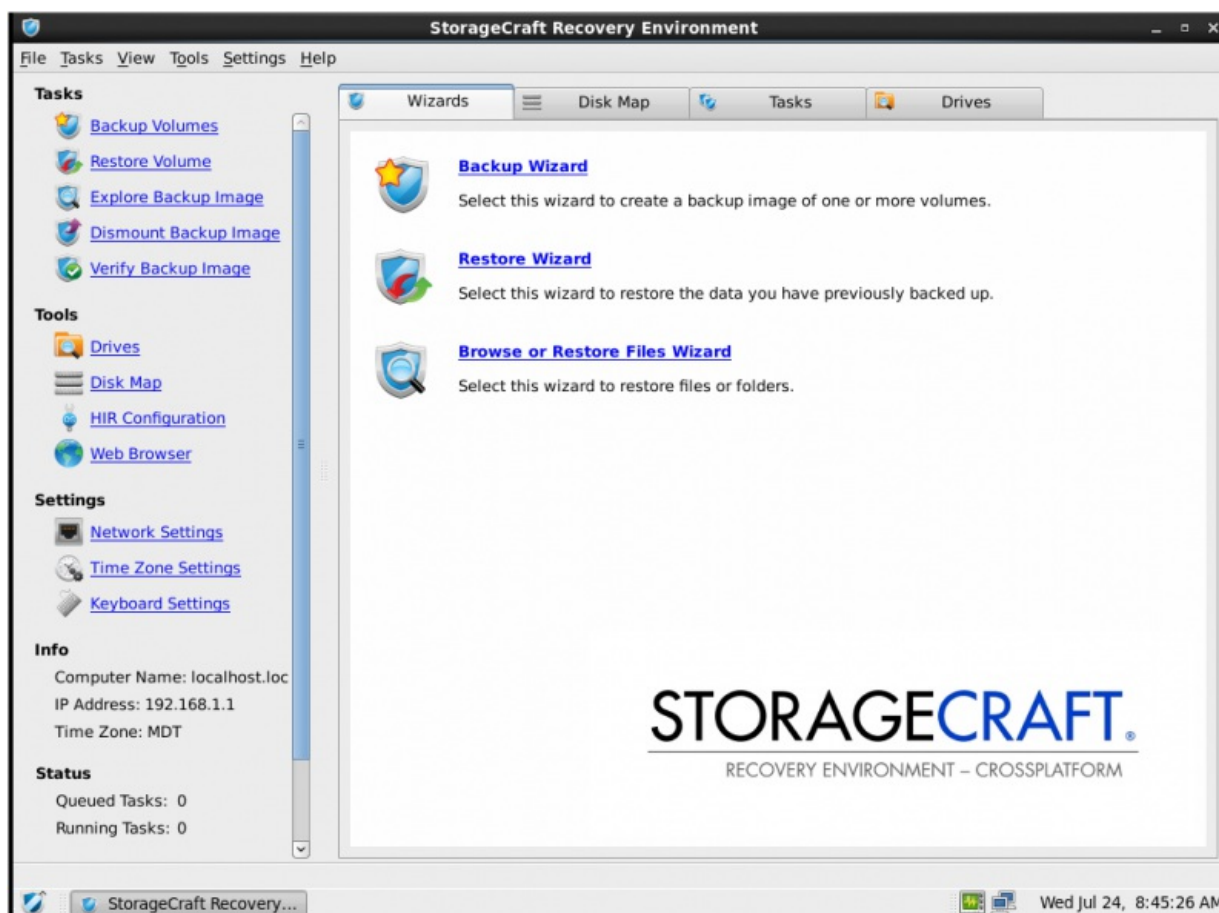 StorageCraft Recovery Environment
File Tasks View Tools Settings Help
Tasks
Backup Volumes
Restore Volume
Explore Backup Image
Dismount Backup Image
Verify Backup Image
Tools
Drives
Disk Map
HIR Configuration
Web Browser
Settings
Network Settings
Time Zone Settings
Keyboard Settings
Info
Computer Name: localhost.loc
IP Address: 192.168.1.1
Time Zone: MDT
Status
Queued Tasks: 0
Running Tasks: 0
Wizards Disk Map Tasks Drives
Backup Wizard
Select this wizard to create a backup image of one or more volumes.
Restore Wizard
Select this wizard to restore the data you have previously backed up.
Browse or Restore Files Wizard
Select this wizard to restore files or folders.
STORAGECRAFT®
RECOVERY ENVIRONMENT – CROSSPLATFORM
StorageCraft Recovery...
Wed Jul 24, 8:45:26 AM